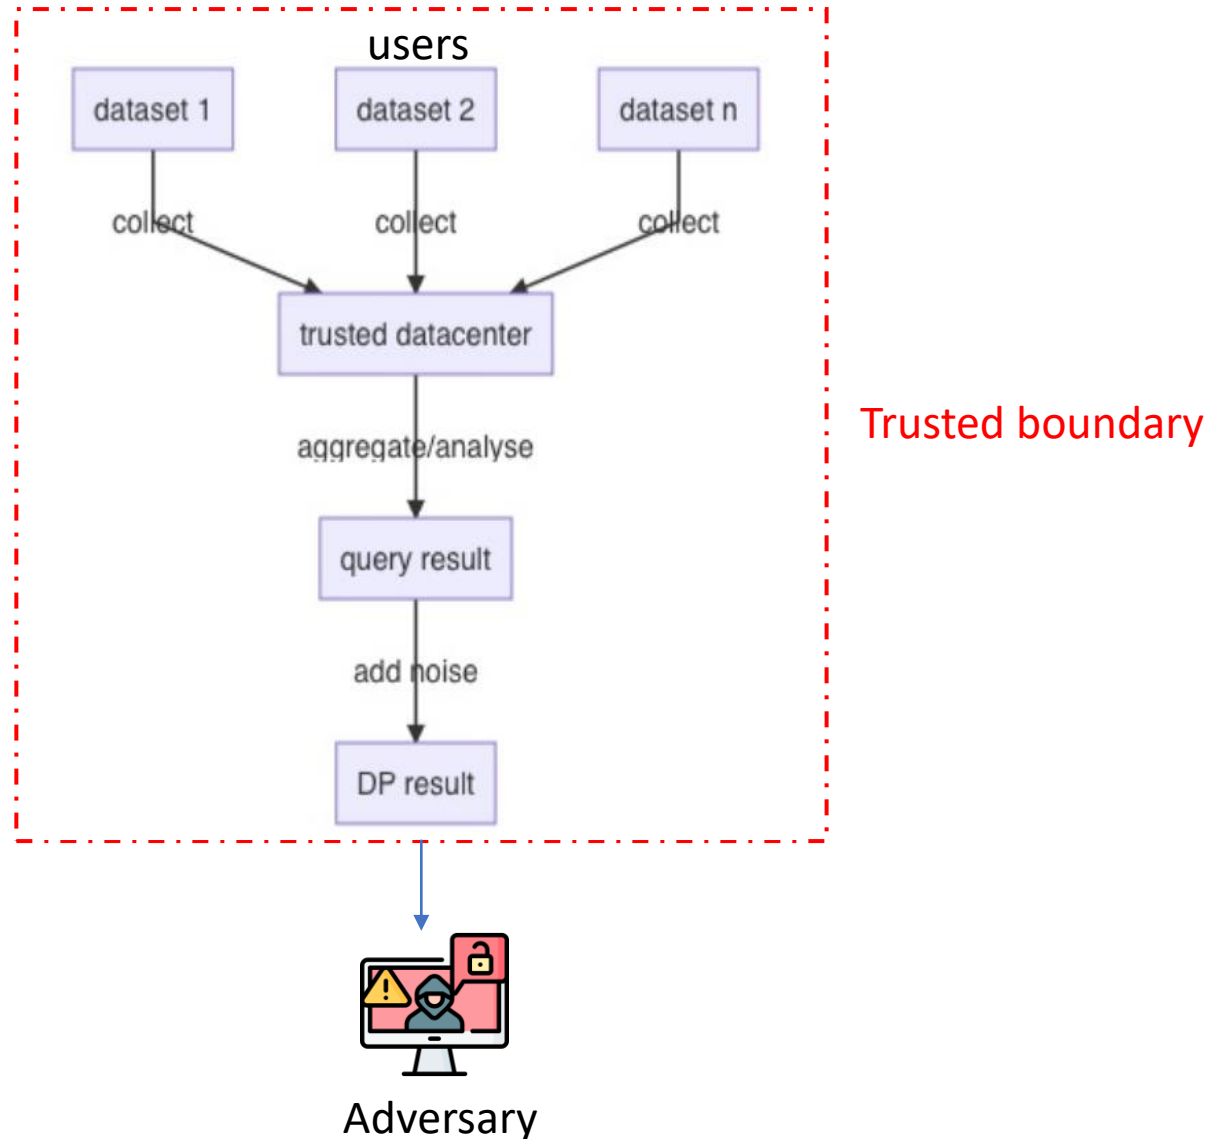 users
dataset 1
dataset 2
dataset n
collect
collect
collect
trusted datacenter
Trusted boundary
aggregate/analyse
query result
add noise
DP result
Adversary